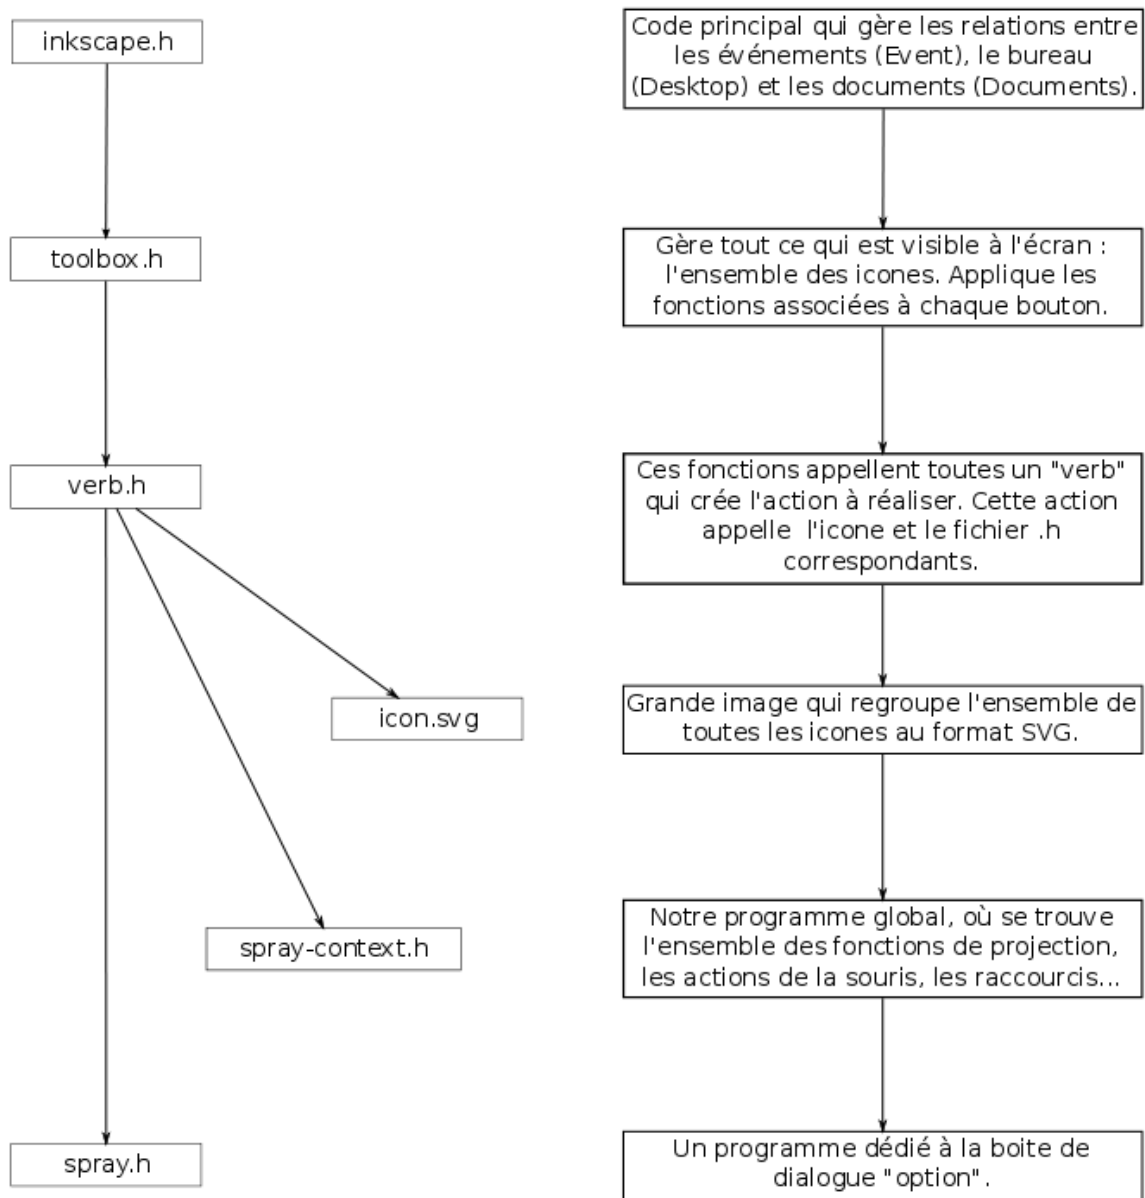 inkscape.h
Code principal qui gère les relations entre
les événements (Event), le bureau
(Desktop) et les documents (Documents).
toolbox.h
Gère tout ce qui est visible à l'écran :
l'ensemble des icones. Applique les
fonctions associées à chaque bouton.
verb.h
Ces fonctions appellent toutes un "verb"
qui crée l'action à réaliser. Cette action
appelle l'icone et le fichier .h
correspondants.
icon.svg
Grande image qui regroupe l'ensemble de
toutes les icones au format SVG.
spray-context.h
Notre programme global, où se trouve
l'ensemble des fonctions de projection,
les actions de la souris, les raccourcis...
spray.h
Un programme dédié à la boite de
dialogue "option".